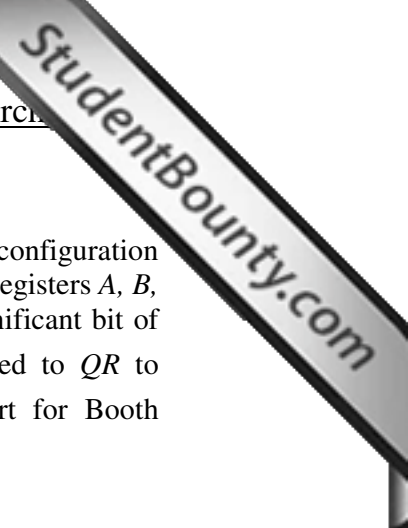 StudentBounty.com
configuration
egisters A, B,
nificant bit of
ed to QR to
rt for Booth